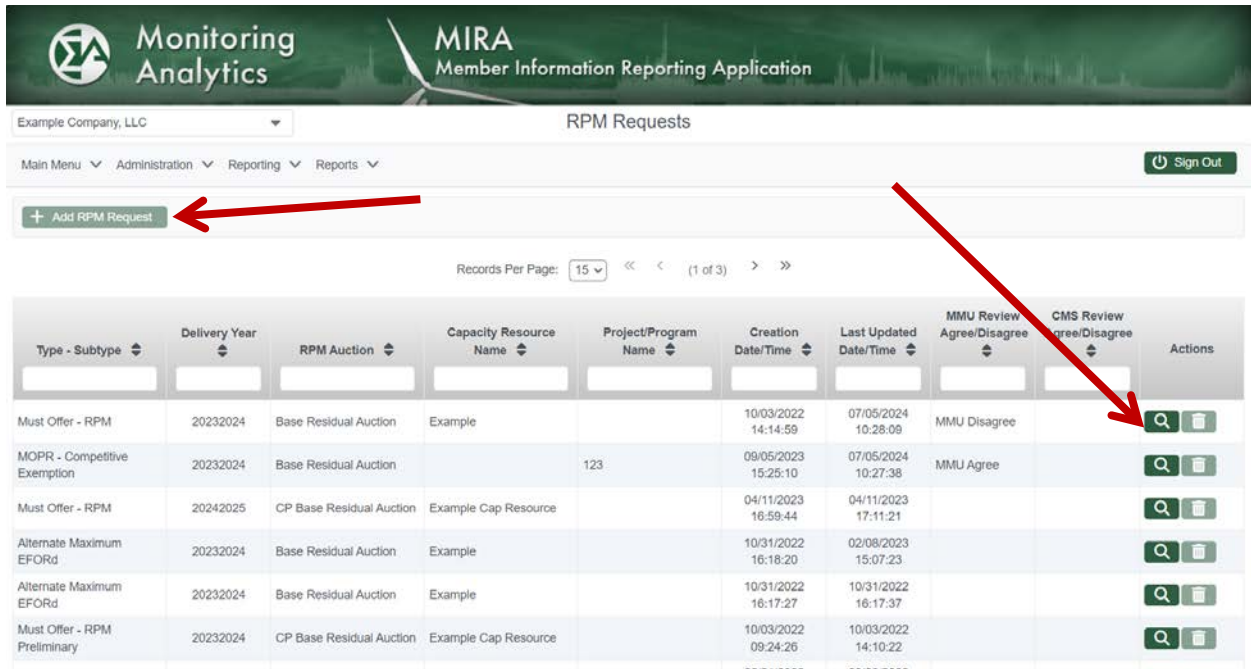 Monitoring
Analytics
MIRA
Member Information Reporting Application
Example Company, LLC
RPM Requests
Main Menu Administration Reporting Reports
Sign Out
+ Add RPM Request
Records Per Page: 15 « < (1 of 3) > »
Type - Subtype Delivery Year RPM Auction Capacity Resource Name Project/Program Name Creation Date/Time Last Updated Date/Time MMU Review Agree/Disagree CMS Review Agree/Disagree Actions
Must Offer - RPM 20232024 Base Residual Auction Example 10/03/2022 14:14:59 07/05/2024 10:28:09 MMU Disagree
MOPR - Competitive Exemption 20232024 Base Residual Auction 123 09/05/2023 15:25:10 07/05/2024 10:27:38 MMU Agree
Must Offer - RPM 20242025 CP Base Residual Auction Example Cap Resource 04/11/2023 16:59:44 04/11/2023 17:11:21
Alternate Maximum EFORd 20232024 Base Residual Auction Example 10/31/2022 16:18:20 02/08/2023 15:07:23
Alternate Maximum EFORd 20232024 Base Residual Auction Example 10/31/2022 16:17:27 10/31/2022 16:17:37
Must Offer - RPM Preliminary 20232024 CP Base Residual Auction Example Cap Resource 10/03/2022 09:24:26 10/03/2022 14:10:22